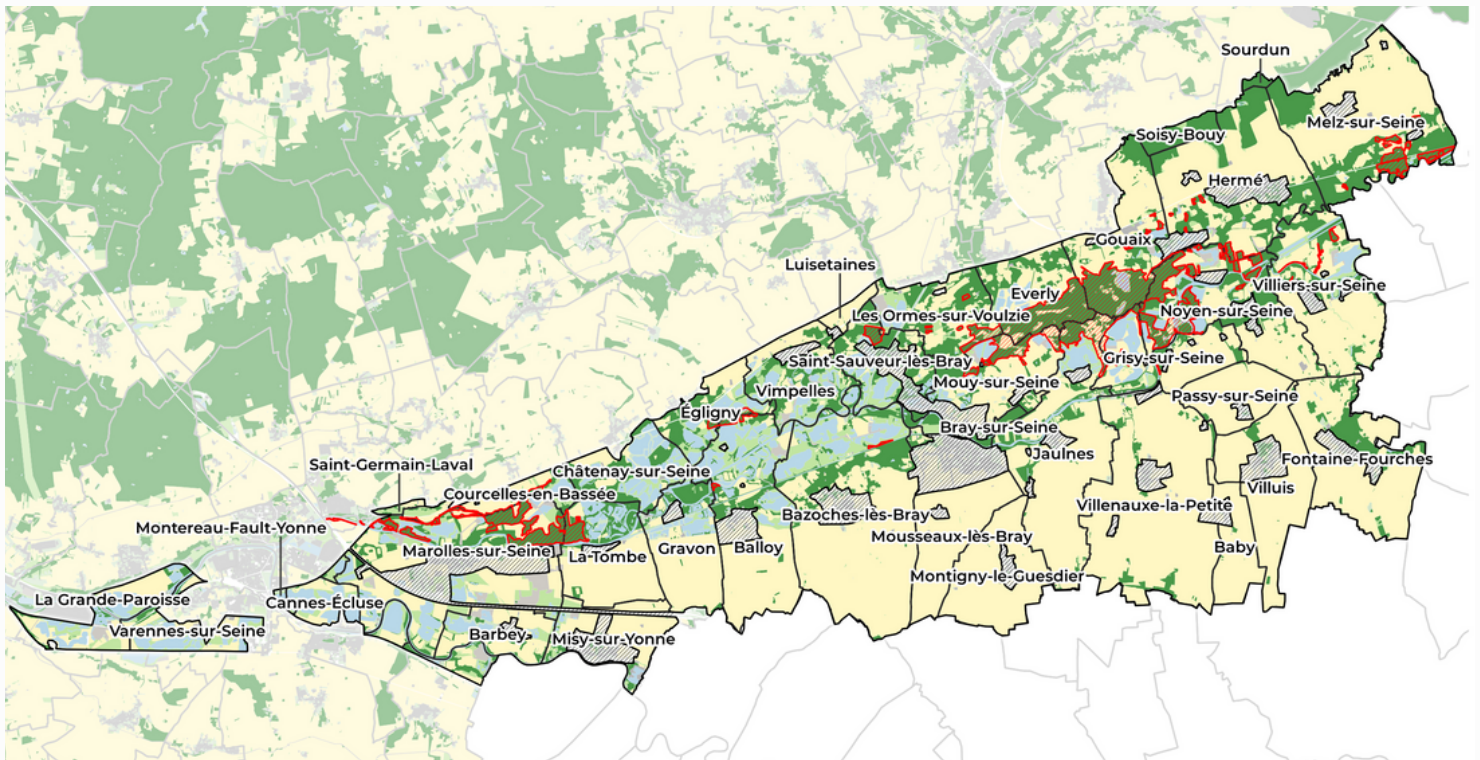 Sourdun
Melz-sur-Seine
Soisy-Bouy
Hermé
Gouaix
Luisetaines
Villiers-sur-Seine
Everly
Les Ormes-sur-Voulzie
Noyen-sur-Seine
Saint-Sauveur-lès-Bray
Grisy-sur-Seine
Mouy-sur-Seine
Vimpelles
Passy-sur-Seine
Égligny
Bray-sur-Seine
Jaulnes
Fontaine-Fourches
Saint-Germain-Laval
Châtenay-sur-Seine
Courcelles-en-Bassée
Villuis
Villenauxe-la-Petite
Bazoches-lès-Bray
Montereau-Fault-Yonne
Mousseaux-lès-Bray
Marolles-sur-Seine
La-Tombe
Gravon
Balloy
Baby
Montigny-le-Guesdier
La Grande-Paroisse
Cannes-Écluse
Varennes-sur-Seine
Barbey
Misy-sur-Yonne